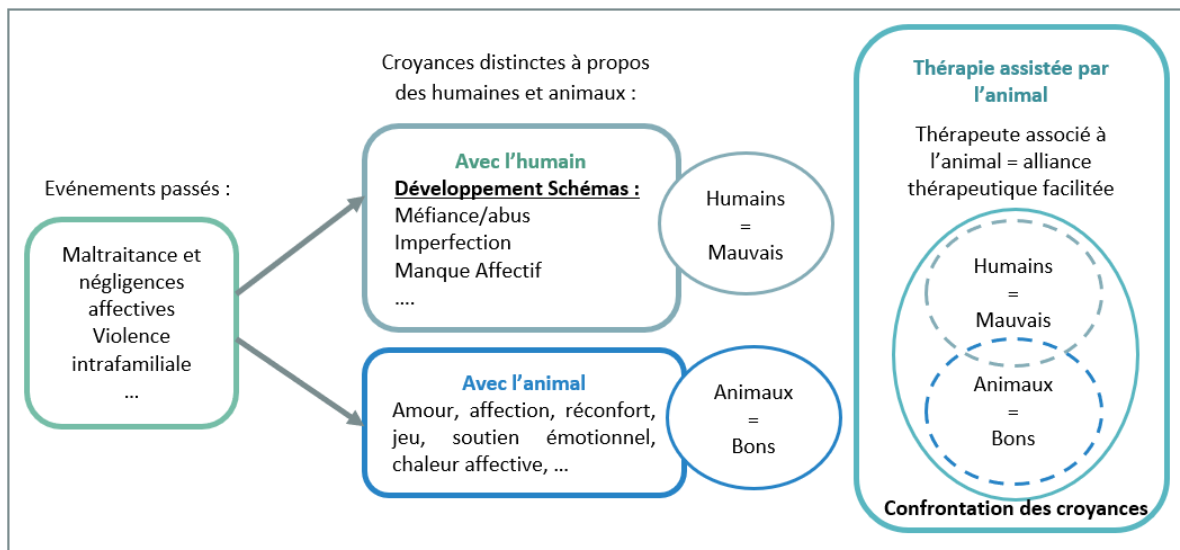 Evénements passés :
Maltraitance et
négligences
affectives
Violence
intrafamiliale
...
Croyances distinctes à propos
des humaines et animaux :
Avec l'humain
Développement Schémas :
Méfiance/abus
Imperfection
Manque Affectif
....
Humains
=
Mauvais
Avec l'animal
Amour, affection, réconfort,
jeu, soutien émotionnel,
chaleur affective, ...
Animaux
=
Bons
Thérapie assistée par
l'animal
Thérapeute associé à
l'animal = alliance
thérapeutique facilitée
Humains
=
Mauvais
Animaux
=
Bons
Confrontation des croyances